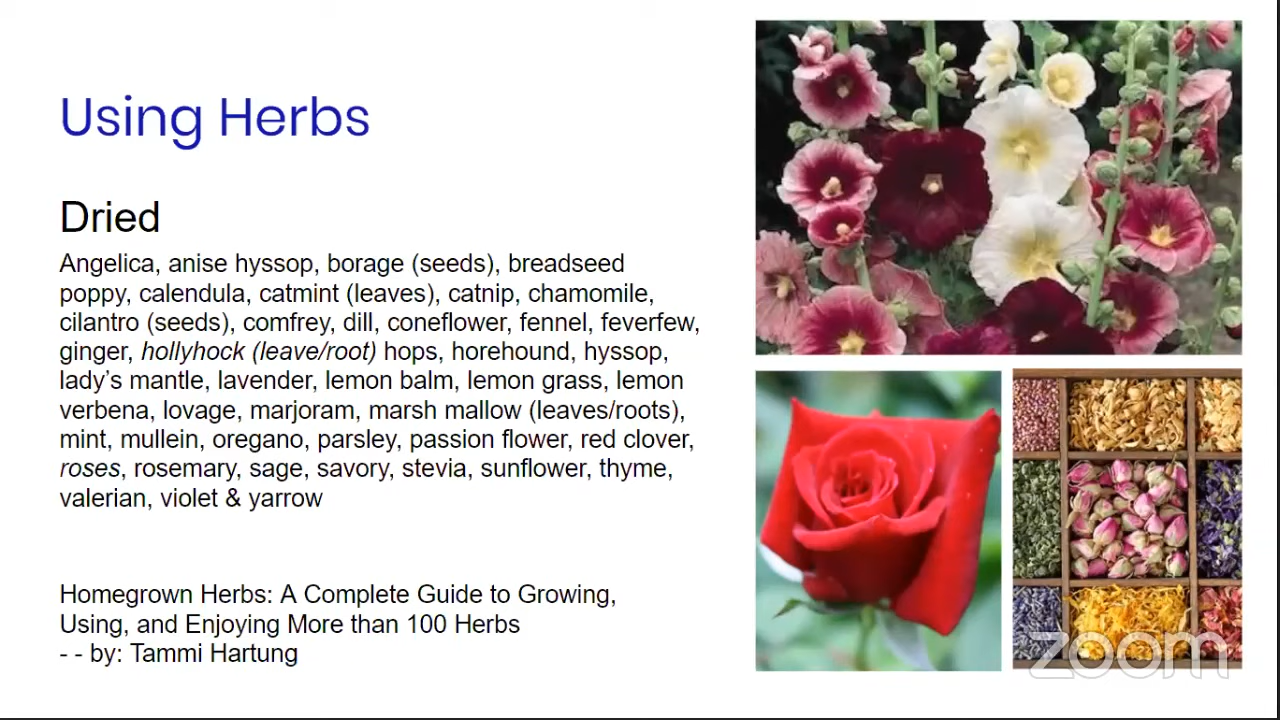 Using Herbs
Dried
Angelica, anise hyssop, borage (seeds), breadseed
poppy, calendula, catmint (leaves), catnip, chamomile,
cilantro (seeds), comfrey, dill, coneflower, fennel, feverfew,
ginger, hollyhock (leave/root) hops, horehound, hyssop,
lady’s mantle, lavender, lemon balm, lemon grass, lemon
verbena, lovage, marjoram, marsh mallow (leaves/roots),
mint, mullein, oregano, parsley, passion flower, red clover,
roses, rosemary, sage, savory, stevia, sunflower, thyme,
valerian, violet & yarrow
Homegrown Herbs: A Complete Guide to Growing,
Using, and Enjoying More than 100 Herbs
- - by: Tammi Hartung
zoom